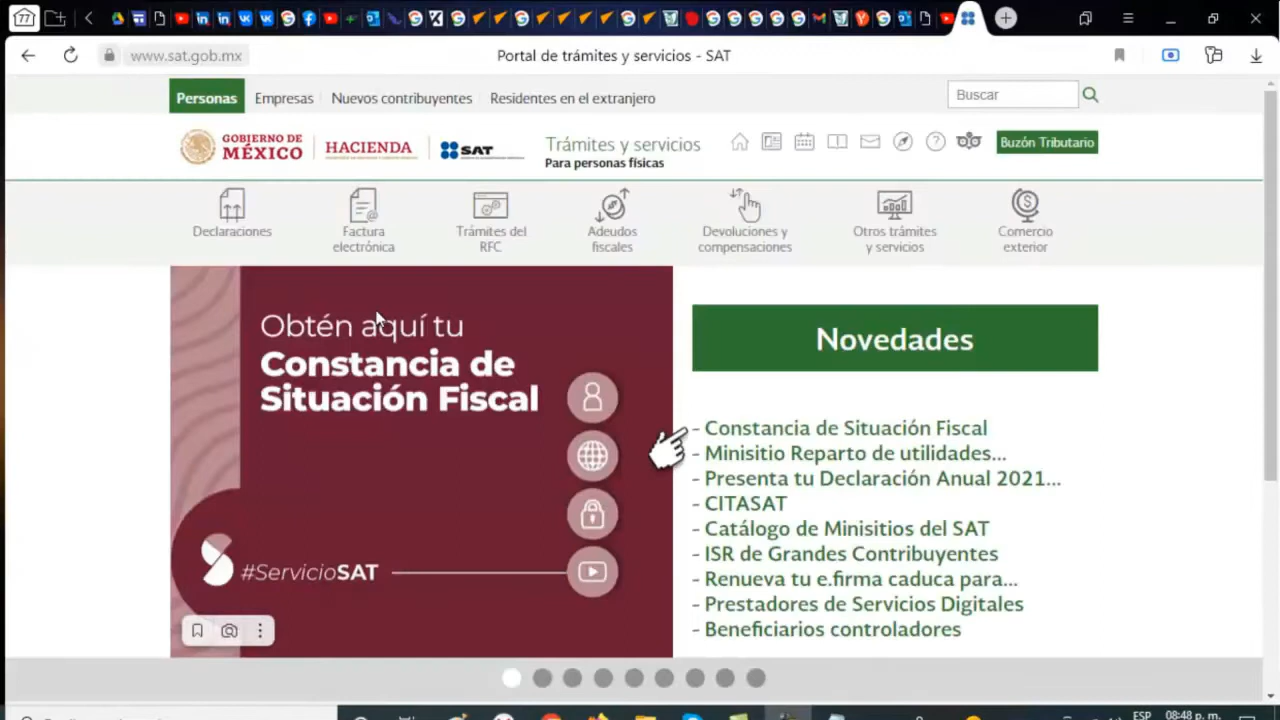 77
www.sat.gob.mx
Portal de trámites y servicios - SAT
Personas Empresas Nuevos contribuyentes Residentes en el extranjero
Buscar
GOBIERNO DE
MÉXICO
HACIENDA
SAT
Trámites y servicios
Para personas físicas
Buzón Tributario
Declaraciones
Factura
electrónica
Trámites del
RFC
Adeudos
fiscales
Devoluciones y
compensaciones
Otros trámites
y servicios
Comercio
exterior
Obtén aquí tu
Constancia de
Situación Fiscal
#ServicioSAT
Novedades
- Constancia de Situación Fiscal
- Minisitio Reparto de utilidades...
- Presenta tu Declaración Anual 2021...
- CITASAT
- Catálogo de Minisitios del SAT
- ISR de Grandes Contribuyentes
- Renueva tu e.firma caduca para...
- Prestadores de Servicios Digitales
- Beneficiarios controladores
ESP
08:48 p. m.